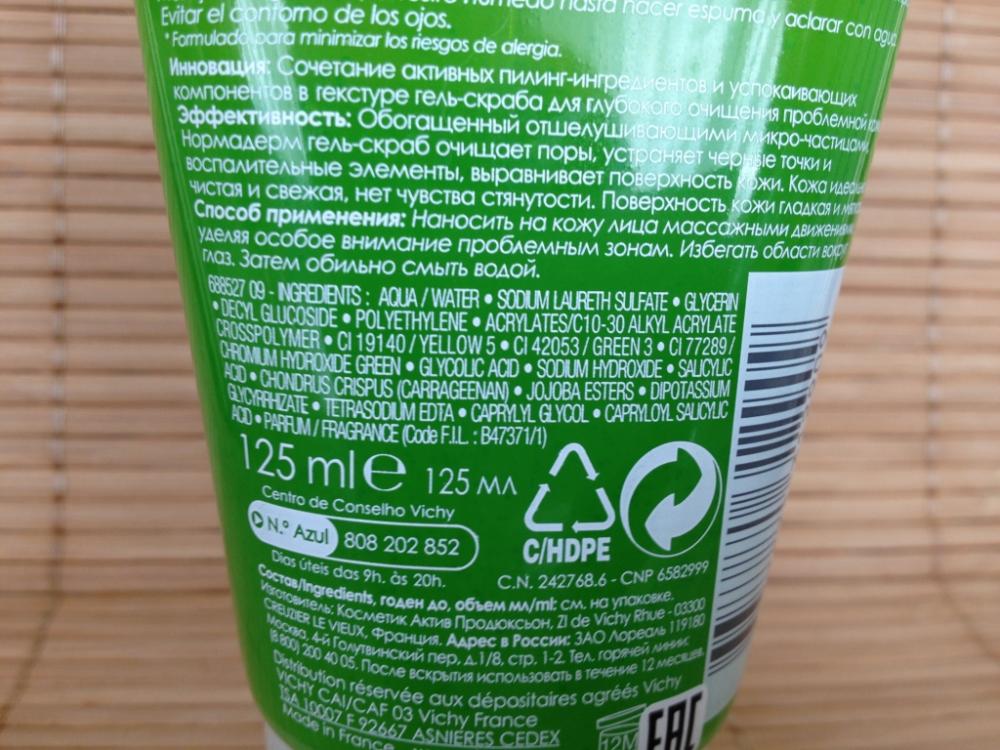 humedo hasta hacer espuma y aclarar con agua
Evitar el contorno de los ojos.
* Formulado para minimizar los riesgos de alergia.
Инновация: Сочетание активных пилинг-ингредиентов и успокаивающих
компонентов в текстуре гель-скраба для глубокого очищения проблемной
Эффективность: Обогащенный отшелушивающими микро-частицами,
Нормадерм гель-скраб очищает поры, устраняет черные точки и
воспалительные элементы, выравнивает поверхность кожи. Кожа
чистая и свежая, нет чувства стянутости. Поверхность кожи гладкая и
Способ применения: Наносить на кожу лица массажными
уделяя особое внимание проблемным зонам. Избегать области
глаз. Затем обильно смыть водой.
688527 09 - INGREDIENTS : AQUA / WATER • SODIUM LAURETH SULFATE • GLYCERIN
• DECYL GLUCOSIDE • POLYETHYLENE • ACRYLATES/C10-30 ALKYL ACRYLATE
CROSSPOLYMER • CI 19140 / YELLOW 5 • CI 42053 / GREEN 3 • CI 77289 /
CHROMIUM HYDROXIDE GREEN • GLYCOLIC ACID • SODIUM HYDROXIDE • SALICYLIC
ACID • CHONDRUS CRISPUS (CARRAGEENAN) • JOJOBA ESTERS • DIPOTASSIUM
GLYCYRRHIZATE • TETRASODIUM EDTA • CAPRYLYL GLYCOL • CAPRYLOYL SALICYLIC
ACID • PARFUM / FRAGRANCE (Code F.I.L. : B47371/1)
125 ml e 125 мл
Centro de Conselho Vichy
N.º Azul 808 202 852
Dias úteis das 9h. às 20h.
C/HDPE
C.N. 242768.6 - CNP 6582999
Состав/Ingredients, годен до, объем мл/ml: см. на упаковке.
Изготовитель: Косметик Актив Продюксьон, ZI de Vichy Rhue - 03300
CREUZIER LE VIEUX, Франция. Адрес в России: ЗАО Лореаль 119180
Москва, 4-й Голутвинский пер, д.1/8, стр. 1-2. Тел. горячей линии:
(8 800) 200 40 05. После вскрытия использовать в течение 12 месяцев.
Distribution réservée aux dépositaires agréés Vichy
VICHY CAI/CAF 03 Vichy France
TSA 10007 F 92667 ASNIERES CEDEX
Made in France
12M
EAC